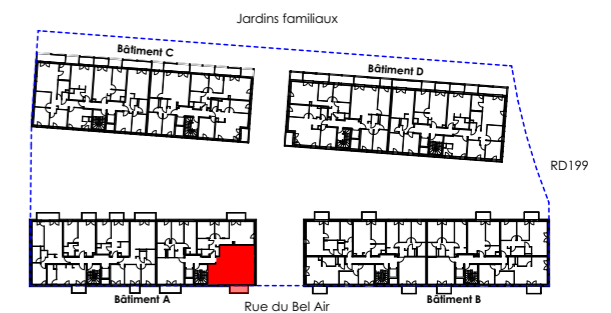 Jardins familiaux
Bâtiment C
Bâtiment D
RD199
Bâtiment A
Bâtiment B
Rue du Bel Air